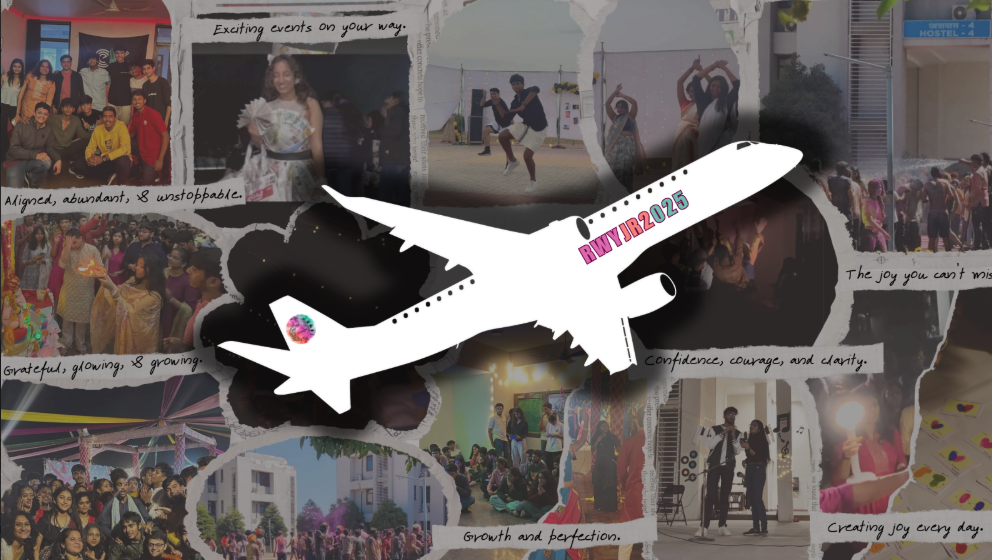 Exciting events on your way.
छात्रावास - 4
HOSTEL - 4
Aligned, abundant, & unstoppable.
RWYJR2025
The joy you can't mis
Grateful, glowing, & growing.
Confidence, courage, and clarity.
Growth and perfection.
Creating joy every day.